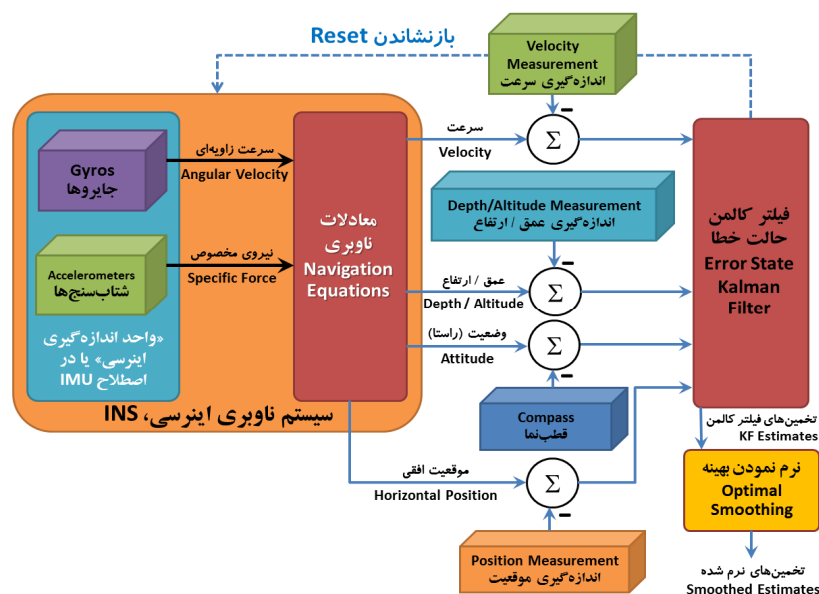 بازنشاندن Reset
Velocity
Measurement
اندازه‌گیری سرعت
Gyros
جایروها
سرعت زاویه‌ای
Angular Velocity
Accelerometers
شتاب‌سنج‌ها
نیروی مخصوص
Specific Force
«واحد اندازه‌گیری
اینرسی» یا در
اصطلاح IMU
معادلات
ناوبری
Navigation
Equations
سیستم ناوبری اینرسی، INS
سرعت
Velocity
Σ
Depth/Altitude Measurement
اندازه‌گیری عمق / ارتفاع
عمق / ارتفاع
Depth / Altitude
Σ
وضعیت (راستا)
Attitude
Σ
Compass
قطب‌نما
موقعیت افقی
Horizontal Position
Σ
Position Measurement
اندازه‌گیری موقعیت
فیلتر کالمن
حالت خطا
Error State
Kalman
Filter
تخمین‌های فیلتر کالمن
KF Estimates
نرم نمودن بهینه
Optimal
Smoothing
تخمین‌های نرم شده
Smoothed Estimates